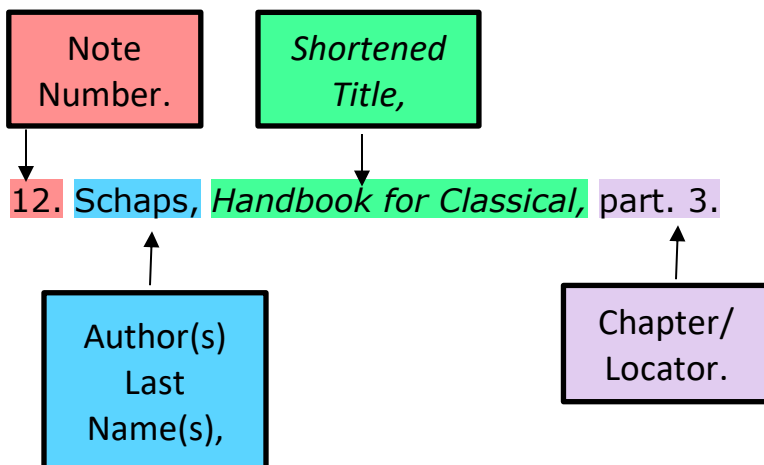 Note
Number.
Shortened
Title,
12. Schaps, Handbook for Classical, part. 3.
Author(s)
Last
Name(s),
Chapter/
Locator.